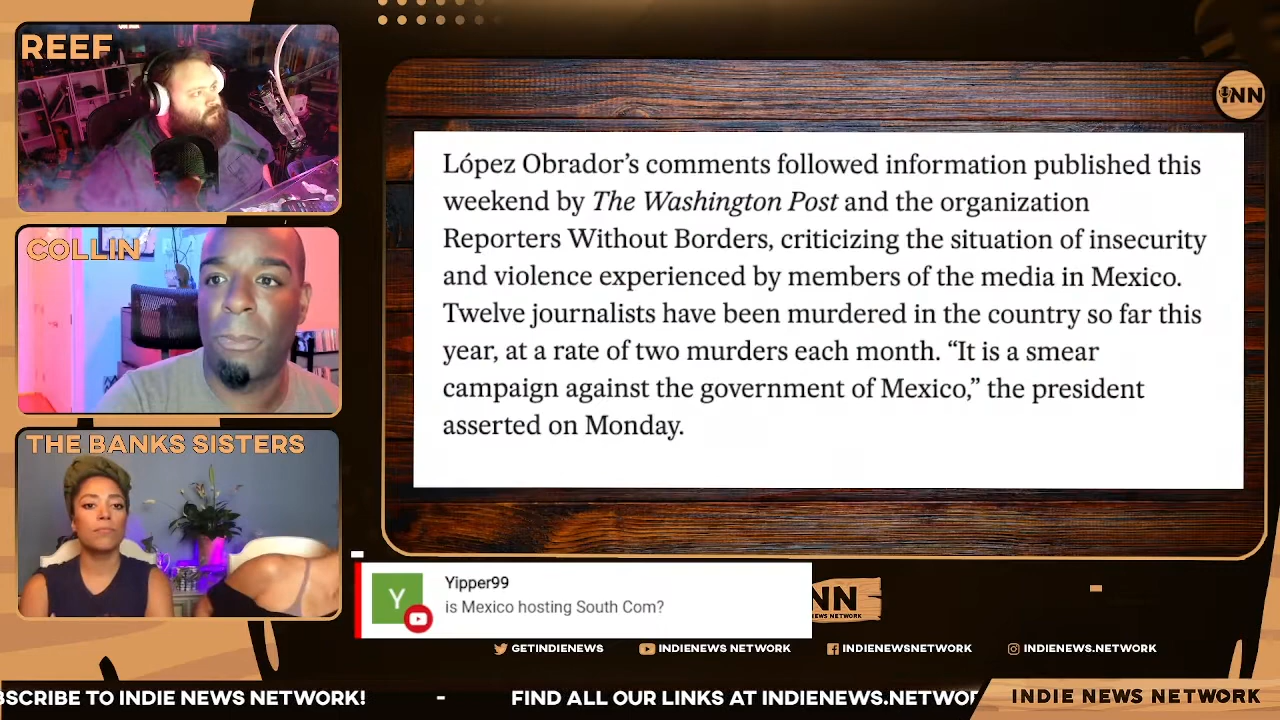 REEF
COLLIN
THE BANKS SISTERS
iNN
López Obrador’s comments followed information published this
weekend by The Washington Post and the organization
Reporters Without Borders, criticizing the situation of insecurity
and violence experienced by members of the media in Mexico.
Twelve journalists have been murdered in the country so far this
year, at a rate of two murders each month. “It is a smear
campaign against the government of Mexico,” the president
asserted on Monday.
Y
Yipper99
is Mexico hosting South Com?
NN
NEWS NETWORK
GETINDIENEWS
INDIENEWS NETWORK
INDIENEWSNETWORK
INDIENEWS.NETWORK
BSCRIBE TO INDIE NEWS NETWORK!
-
FIND ALL OUR LINKS AT INDIENEWS.NETWOR
INDIE NEWS NETWORK